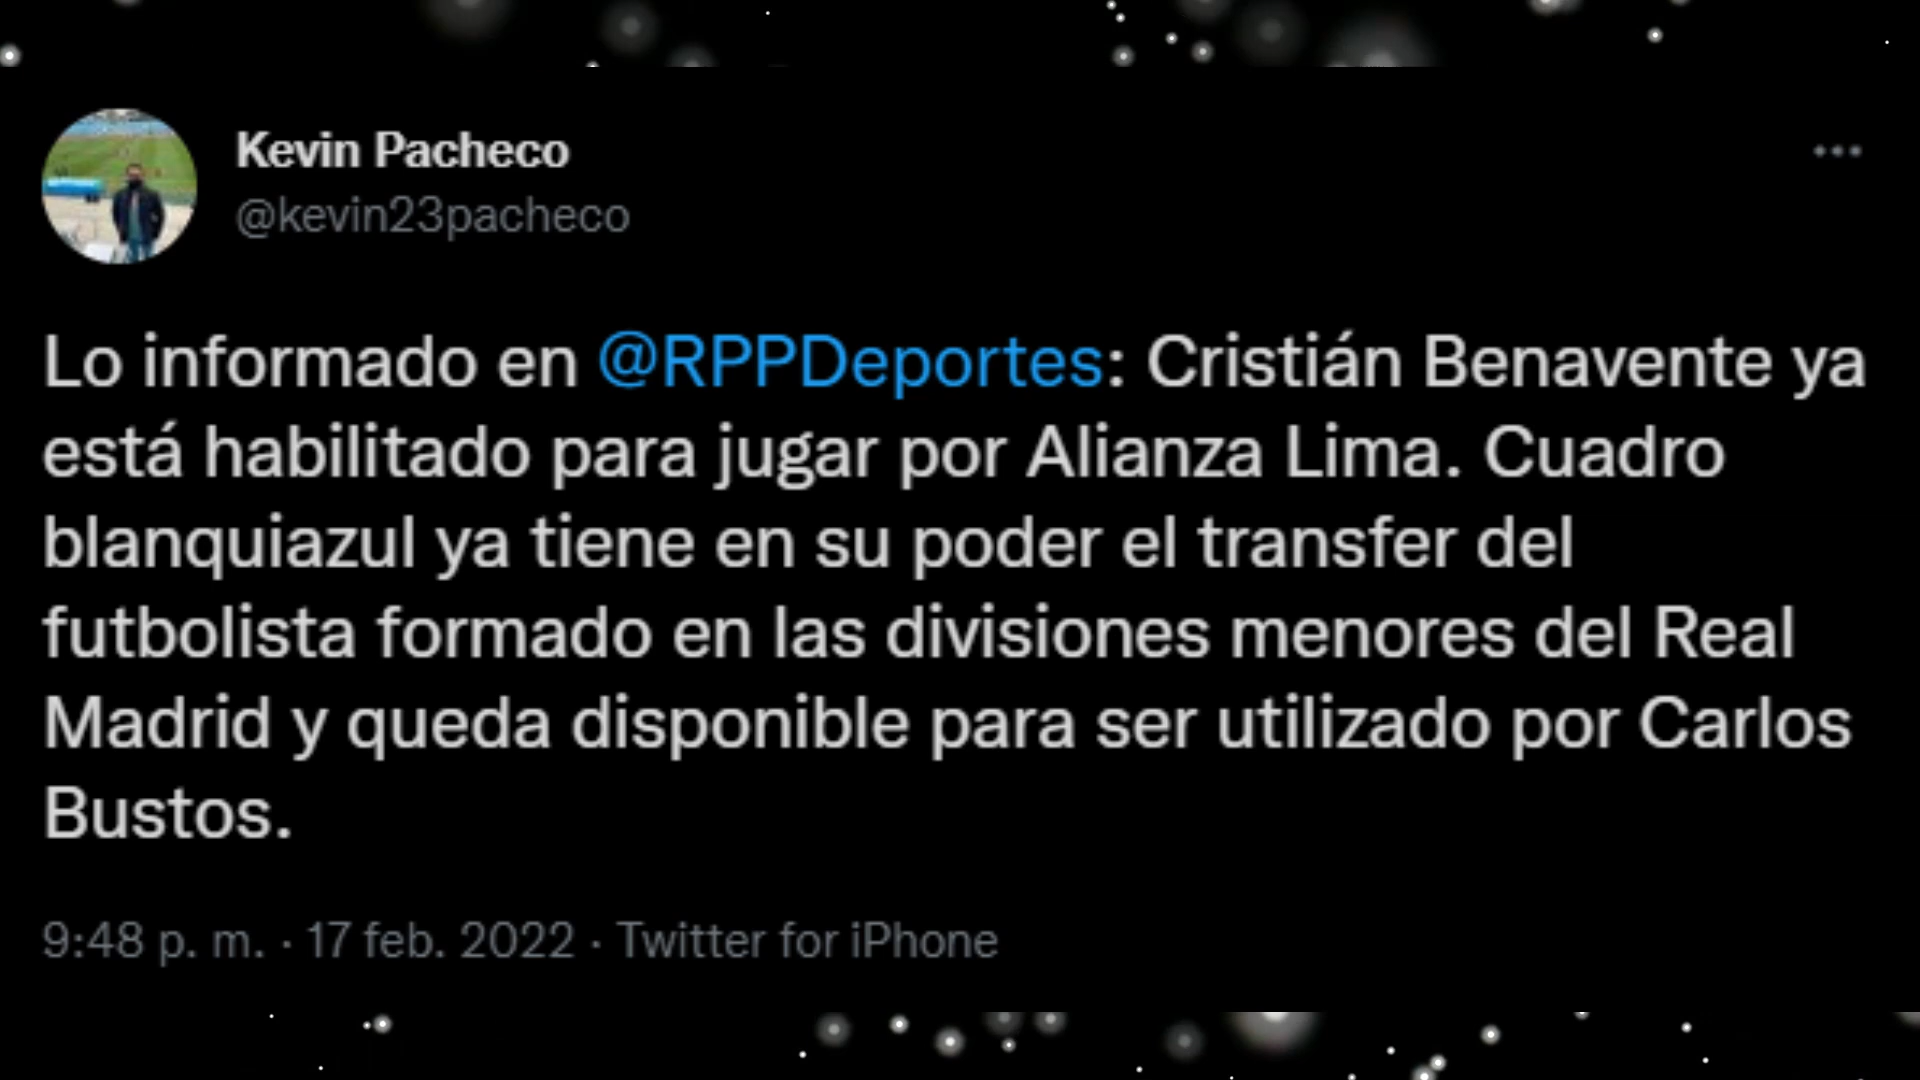 Kevin Pacheco
@kevin23pacheco
Lo informado en @RPPDeportes: Cristián Benavente ya
está habilitado para jugar por Alianza Lima. Cuadro
blanquiazul ya tiene en su poder el transfer del
futbolista formado en las divisiones menores del Real
Madrid y queda disponible para ser utilizado por Carlos
Bustos.
9:48 p. m. · 17 feb. 2022 · Twitter for iPhone